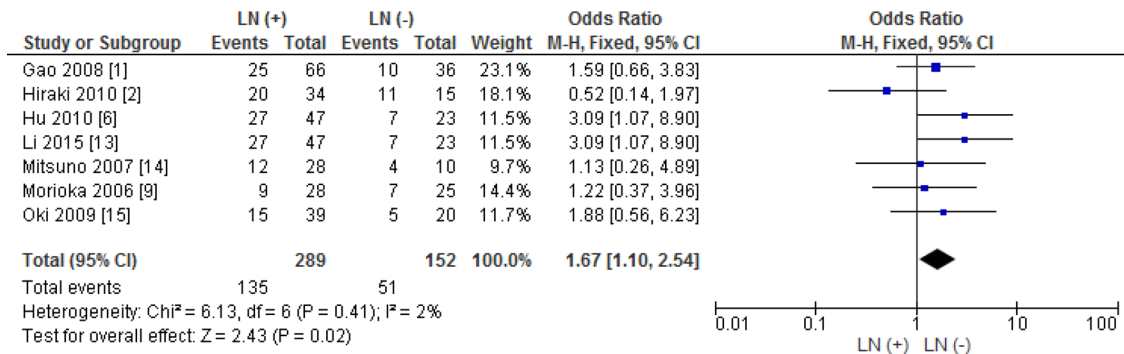 LN (+) LN (-) Odds Ratio Odds Ratio
Study or Subgroup Events Total Events Total Weight M-H, Fixed, 95% CI M-H, Fixed, 95% CI
Gao 2008 [1] 25 66 10 36 23.1% 1.59 [0.66, 3.83]
Hiraki 2010 [2] 20 34 11 15 18.1% 0.52 [0.14, 1.97]
Hu 2010 [6] 27 47 7 23 11.5% 3.09 [1.07, 8.90]
Li 2015 [13] 27 47 7 23 11.5% 3.09 [1.07, 8.90]
Mitsuno 2007 [14] 12 28 4 10 9.7% 1.13 [0.26, 4.89]
Morioka 2006 [9] 9 28 7 25 14.4% 1.22 [0.37, 3.96]
Oki 2009 [15] 15 39 5 20 11.7% 1.88 [0.56, 6.23]
Total (95% CI) 289 152 100.0% 1.67 [1.10, 2.54]
Total events 135 51
Heterogeneity: Chi² = 6.13, df = 6 (P = 0.41); I² = 2%
Test for overall effect: Z = 2.43 (P = 0.02)
0.01 0.1 1 10 100
LN (+) LN (-)